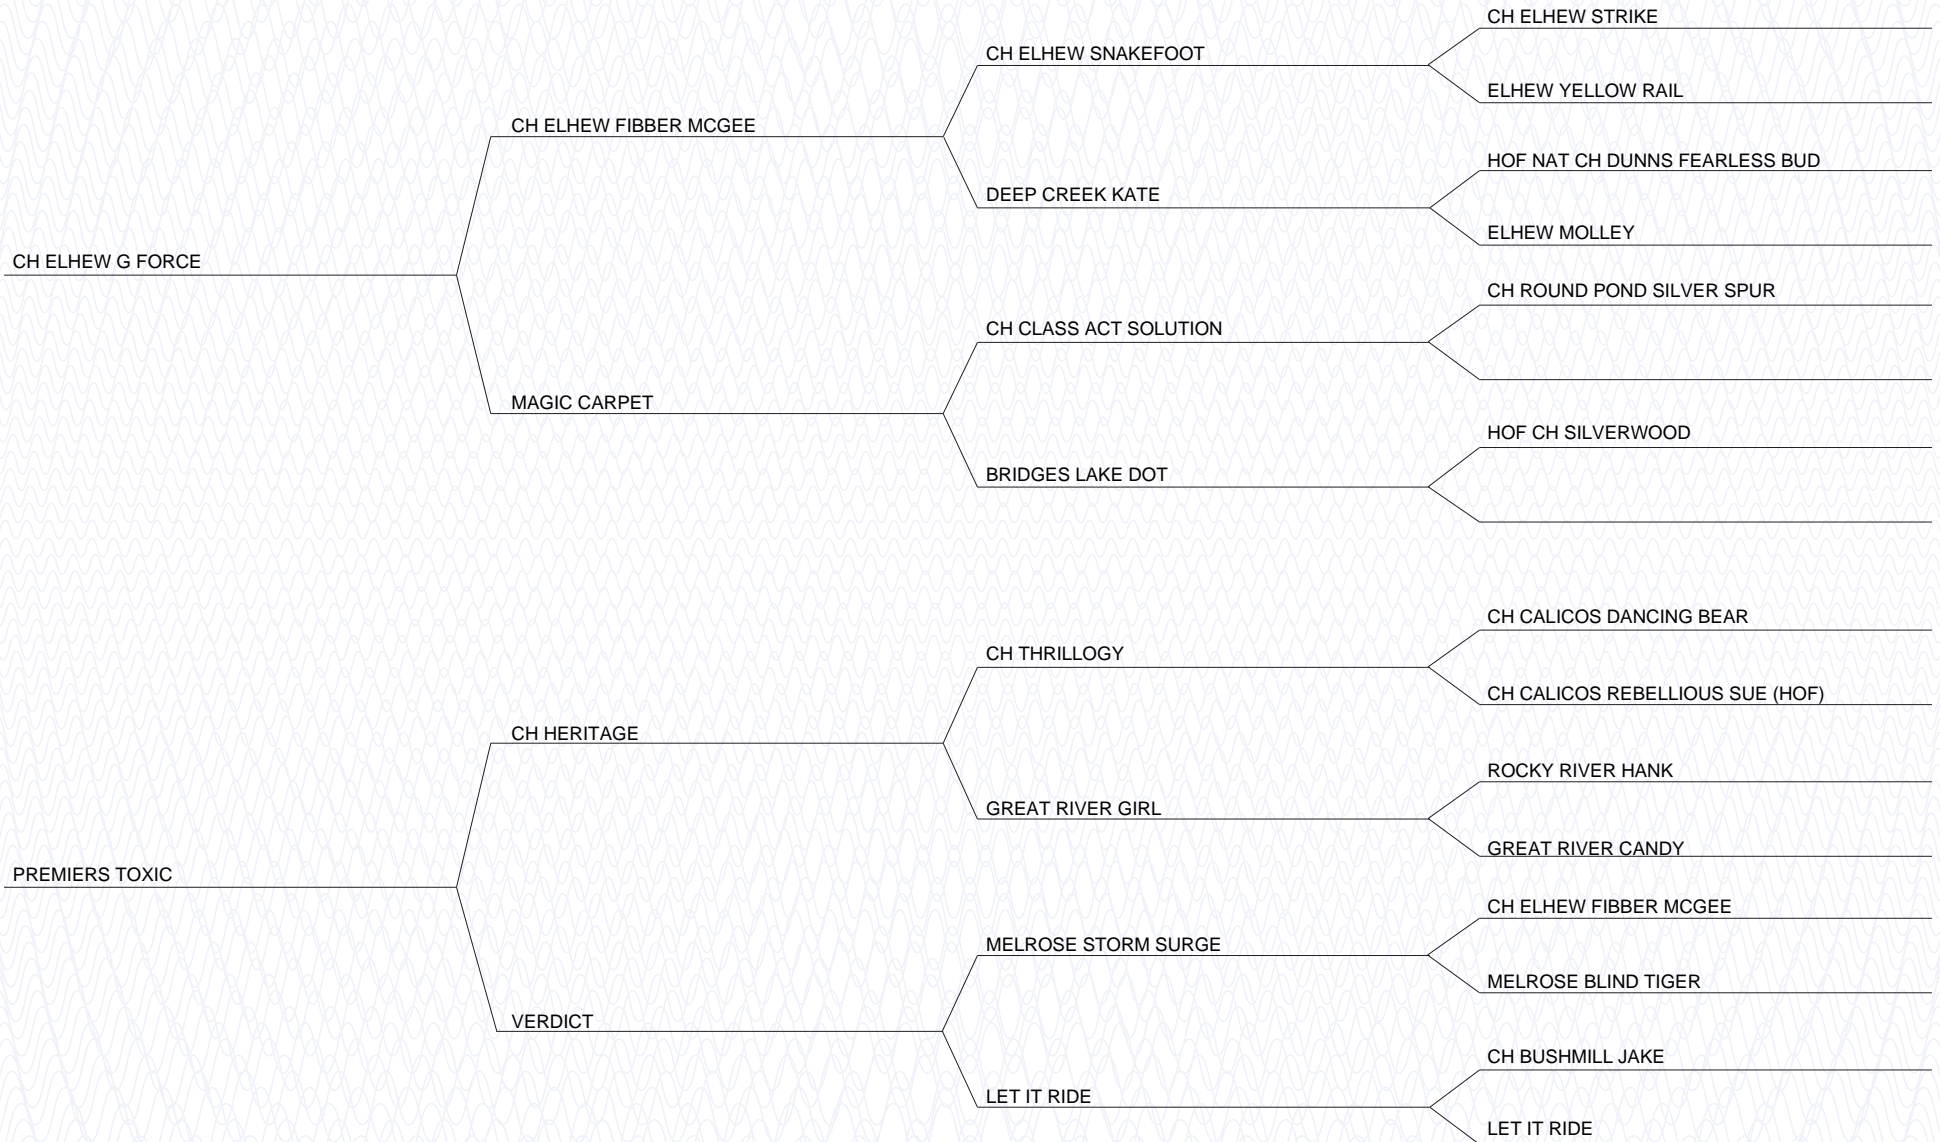 CH ELHEW STRIKE
CH ELHEW SNAKEFOOT
ELHEW YELLOW RAIL
CH ELHEW FIBBER MCGEE
HOF NAT CH DUNNS FEARLESS BUD
DEEP CREEK KATE
ELHEW MOLLEY
CH ELHEW G FORCE
CH ROUND POND SILVER SPUR
CH CLASS ACT SOLUTION
MAGIC CARPET
HOF CH SILVERWOOD
BRIDGES LAKE DOT
CH CALICOS DANCING BEAR
CH THRILLOGY
CH CALICOS REBELLIOUS SUE (HOF)
CH HERITAGE
ROCKY RIVER HANK
GREAT RIVER GIRL
GREAT RIVER CANDY
PREMIERS TOXIC
CH ELHEW FIBBER MCGEE
MELROSE STORM SURGE
MELROSE BLIND TIGER
VERDICT
CH BUSHMILL JAKE
LET IT RIDE
LET IT RIDE